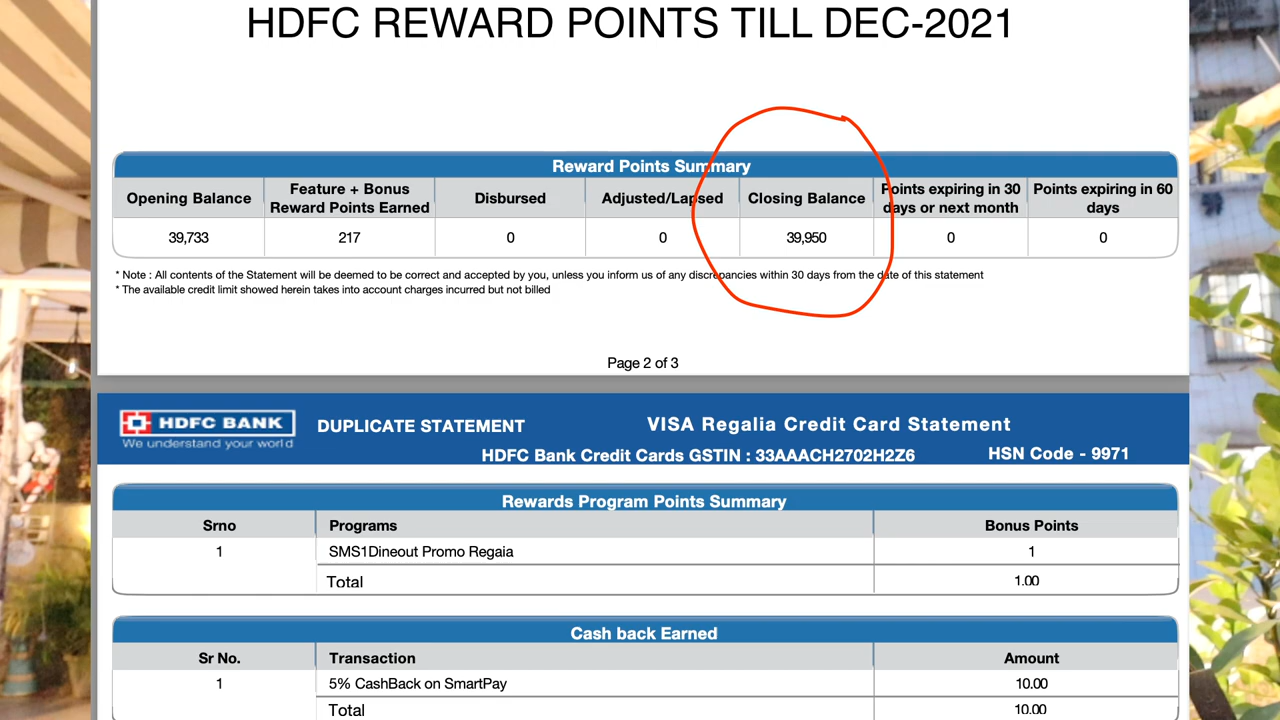 HDFC REWARD POINTS TILL DEC-2021
Reward Points Summary
Opening Balance
Feature + Bonus
Reward Points Earned
Disbursed
Adjusted/Lapsed
Closing Balance
Points expiring in 30
days or next month
Points expiring in 60
days
39,733
217
0
0
39,950
0
0
* Note : All contents of the Statement will be deemed to be correct and accepted by you, unless you inform us of any discrepancies within 30 days from the date of this statement
* The available credit limit showed herein takes into account charges incurred but not billed
Page 2 of 3
HDFC BANK
We understand your world
DUPLICATE STATEMENT
VISA Regalia Credit Card Statement
HDFC Bank Credit Cards GSTIN : 33AAACH2702H2Z6
HSN Code - 9971
Rewards Program Points Summary
Srno Programs Bonus Points
1 SMS1Dineout Promo Regaia 1
Total 1.00
Cash back Earned
Sr No. Transaction Amount
1 5% CashBack on SmartPay 10.00
Total 10.00